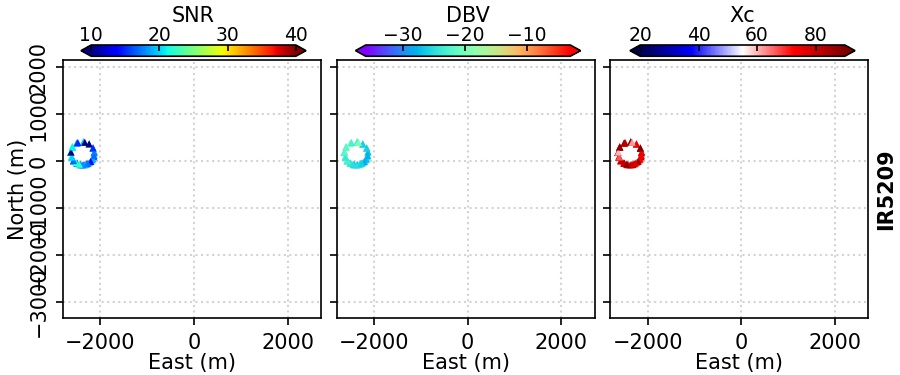 SNR DBV Xc
10 20 30 40 −30 −20 −10 20 40 60 80
2000
1000
0
−1000
−2000
−3000
North (m)
−2000 0 2000 −2000 0 2000 −2000 0 2000
East (m) East (m) East (m)
IR5209